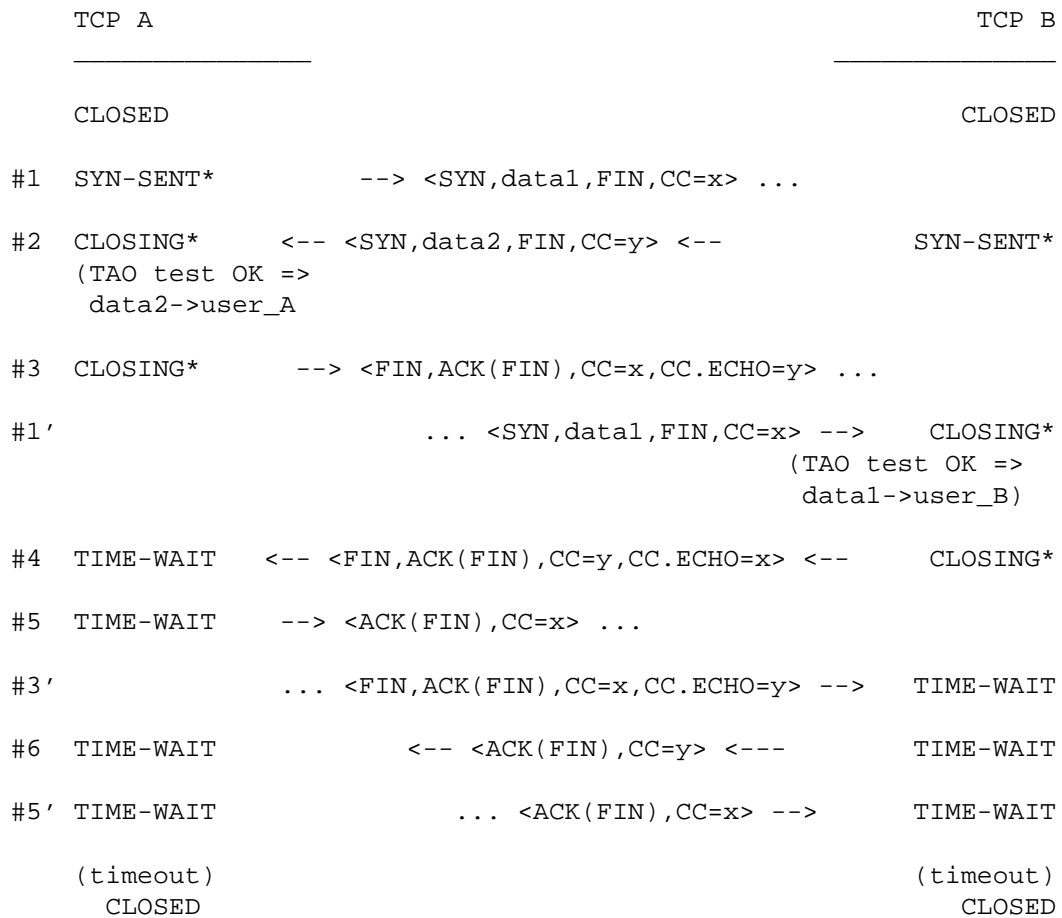 TCP A                                                       TCP B
_______________                                  ______________
CLOSED                                                     CLOSED
#1  SYN-SENT*         --> <SYN,data1,FIN,CC=x> ...
#2  CLOSING*     <-- <SYN,data2,FIN,CC=y> <--         SYN-SENT*
(TAO test OK =>
data2->user_A
#3  CLOSING*      --> <FIN,ACK(FIN),CC=x,CC.ECHO=y> ...
#1'                       ... <SYN,data1,FIN,CC=x> -->   CLOSING*
(TAO test OK =>
data1->user_B)
#4  TIME-WAIT   <-- <FIN,ACK(FIN),CC=y,CC.ECHO=x> <--    CLOSING*
#5  TIME-WAIT    --> <ACK(FIN),CC=x> ...
#3'              ... <FIN,ACK(FIN),CC=x,CC.ECHO=y> -->  TIME-WAIT
#6  TIME-WAIT            <-- <ACK(FIN),CC=y> <---       TIME-WAIT
#5' TIME-WAIT               ... <ACK(FIN),CC=x> -->     TIME-WAIT
(timeout)                                            (timeout)
CLOSED                                               CLOSED